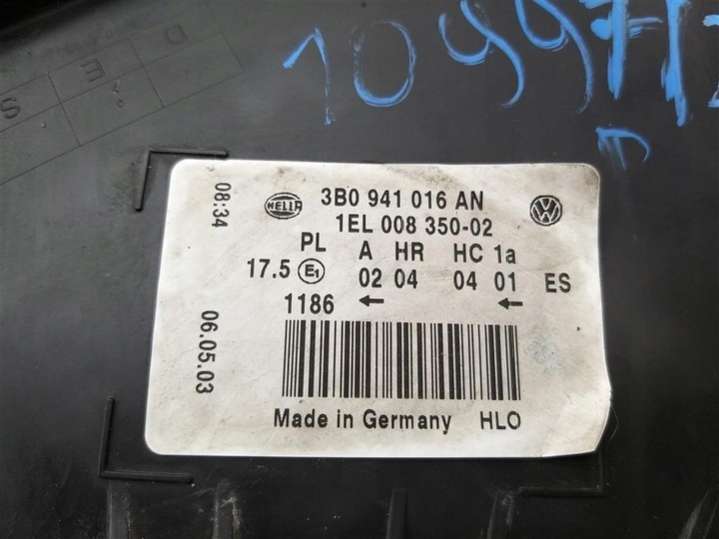 D E S
10997
HELLA 3B0 941 016 AN
1EL 008 350-02
PL A HR HC 1a
17.5 E1 02 04 04 01 ES
1186 ← ←
Made in Germany HLO
08:34
06.05.03